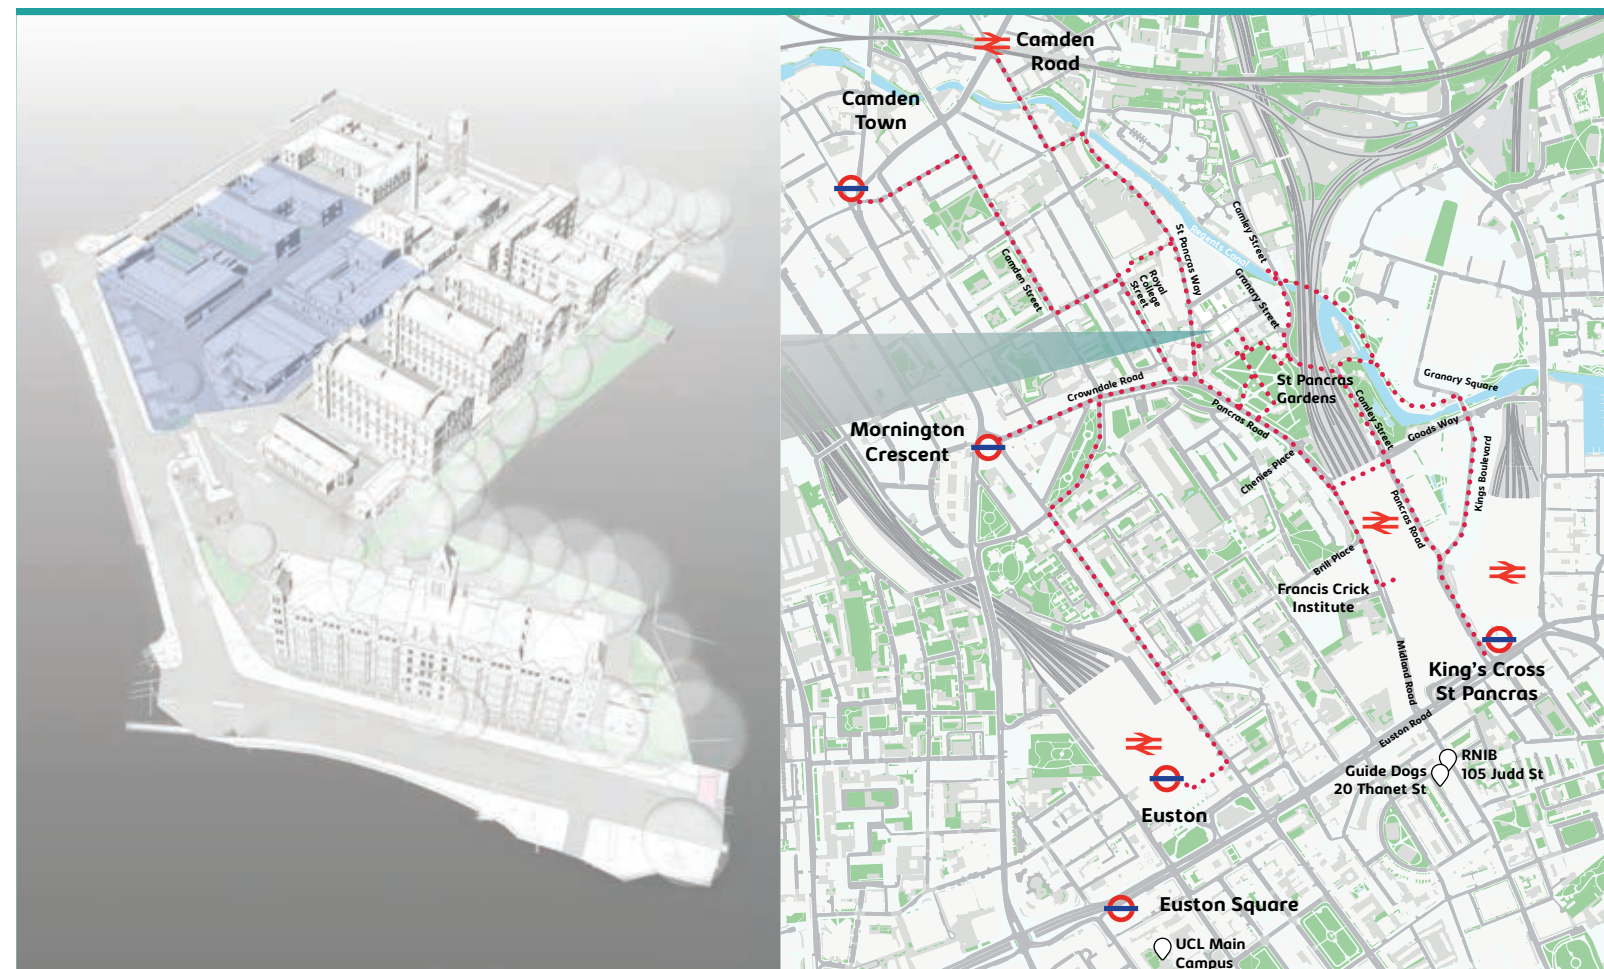 Camden
Road
Camden
Town
Camley Street
St Pancras Way
Regents Canal
Camden Street
Royal
College
Street
Granary Street
St Pancras
Gardens
Granary Square
Crowndale Road
Pancras Road
Camley Street
Goods Way
Mornington
Crescent
Chenies Place
Kings Boulevard
Pancras Road
Brill Place
Francis Crick
Institute
Midland Road
King's Cross
St Pancras
Euston Road
RNIB
105 Judd St
Guide Dogs
20 Thanet St
Euston
Euston Square
UCL Main
Campus